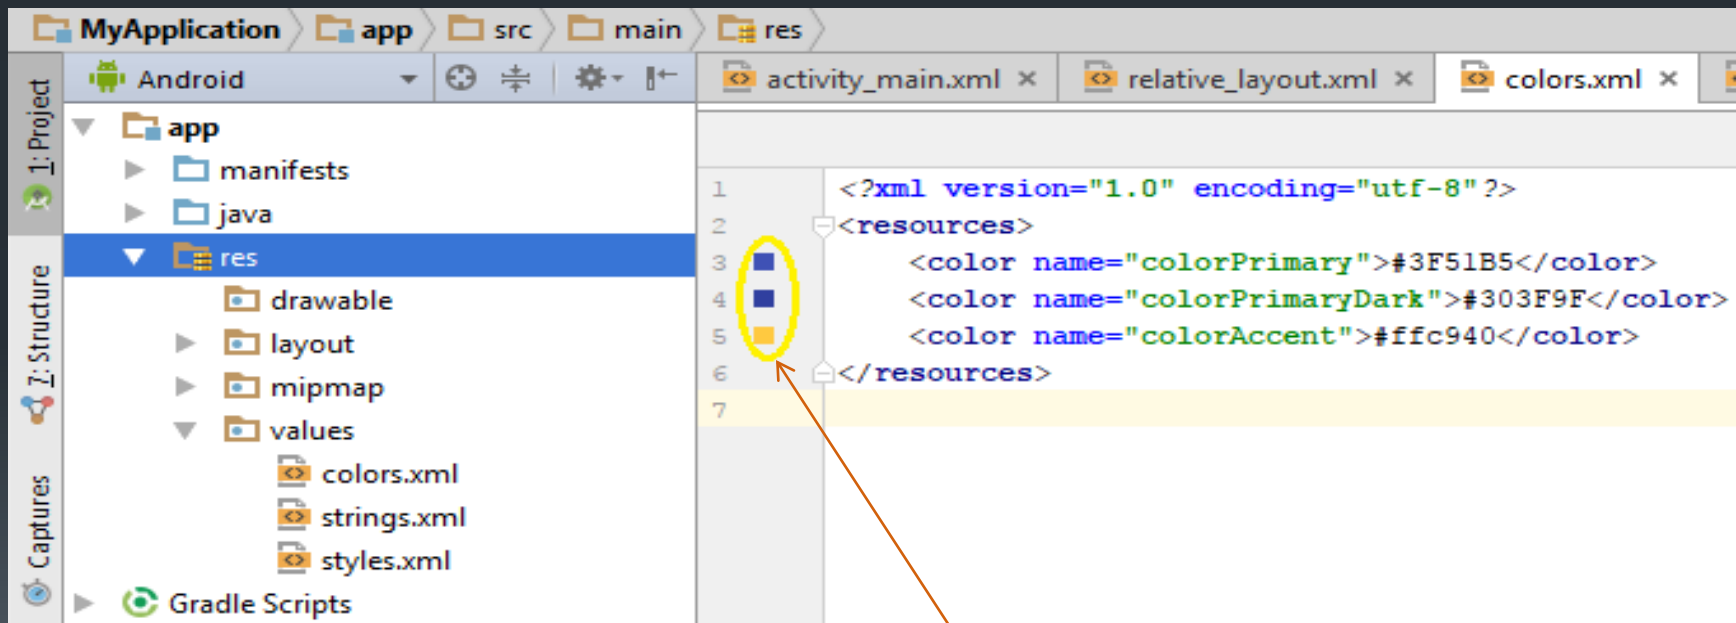 MyApplication app src main res
1: Project
7: Structure
Captures
Android
app
manifests
java
res
drawable
layout
mipmap
values
colors.xml
strings.xml
styles.xml
Gradle Scripts
activity_main.xml relative_layout.xml colors.xml
1 <?xml version="1.0" encoding="utf-8"?>
2 <resources>
3 <color name="colorPrimary">#3F51B5</color>
4 <color name="colorPrimaryDark">#303F9F</color>
5 <color name="colorAccent">#ffc940</color>
6 </resources>
7